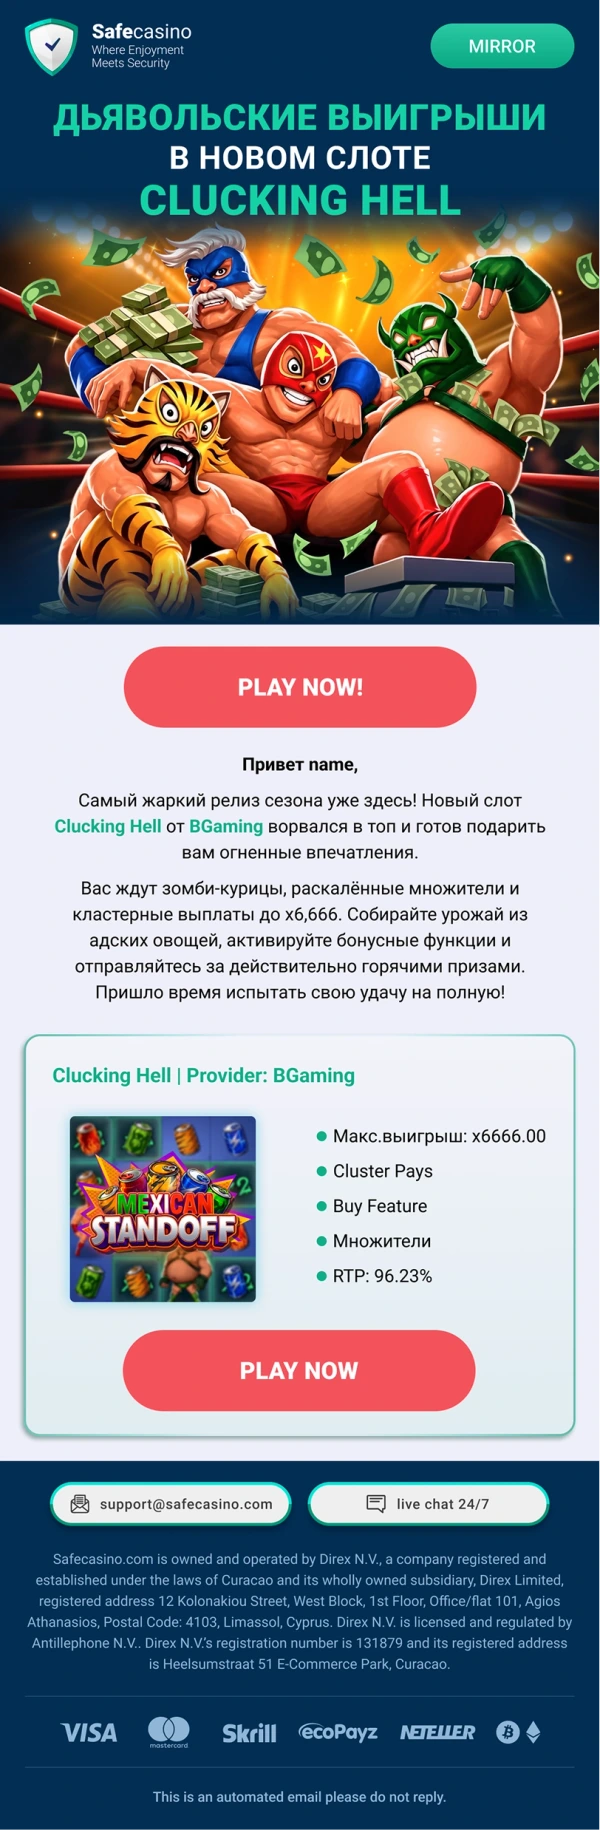 Safecasino
Where Enjoyment
Meets Security
MIRROR
ДЬЯВОЛЬСКИЕ ВЫИГРЫШИ
В НОВОМ СЛОТЕ
CLUCKING HELL
PLAY NOW!
Привет name,
Самый жаркий релиз сезона уже здесь! Новый слот
Clucking Hell от BGaming ворвался в топ и готов подарить
вам огненные впечатления.
Вас ждут зомби-курицы, раскалённые множители и
кластерные выплаты до x6,666. Собирайте урожай из
адских овощей, активируйте бонусные функции и
отправляйтесь за действительно горячими призами.
Пришло время испытать свою удачу на полную!
Clucking Hell | Provider: BGaming
MEXICAN
STANDOFF
Макс.выигрыш: x6666.00
Cluster Pays
Buy Feature
Множители
RTP: 96.23%
PLAY NOW
support@safecasino.com
live chat 24/7
Safecasino.com is owned and operated by Direx N.V., a company registered and
established under the laws of Curacao and its wholly owned subsidiary, Direx Limited,
registered address 12 Kolonakiou Street, West Block, 1st Floor, Office/flat 101, Agios
Athanasios, Postal Code: 4103, Limassol, Cyprus. Direx N.V. is licensed and regulated by
Antillephone N.V.. Direx N.V.'s registration number is 131879 and its registered address
is Heelsumstraat 51 E-Commerce Park, Curacao.
VISA
mastercard
Skrill
ecoPayz
NETELLER
This is an automated email please do not reply.